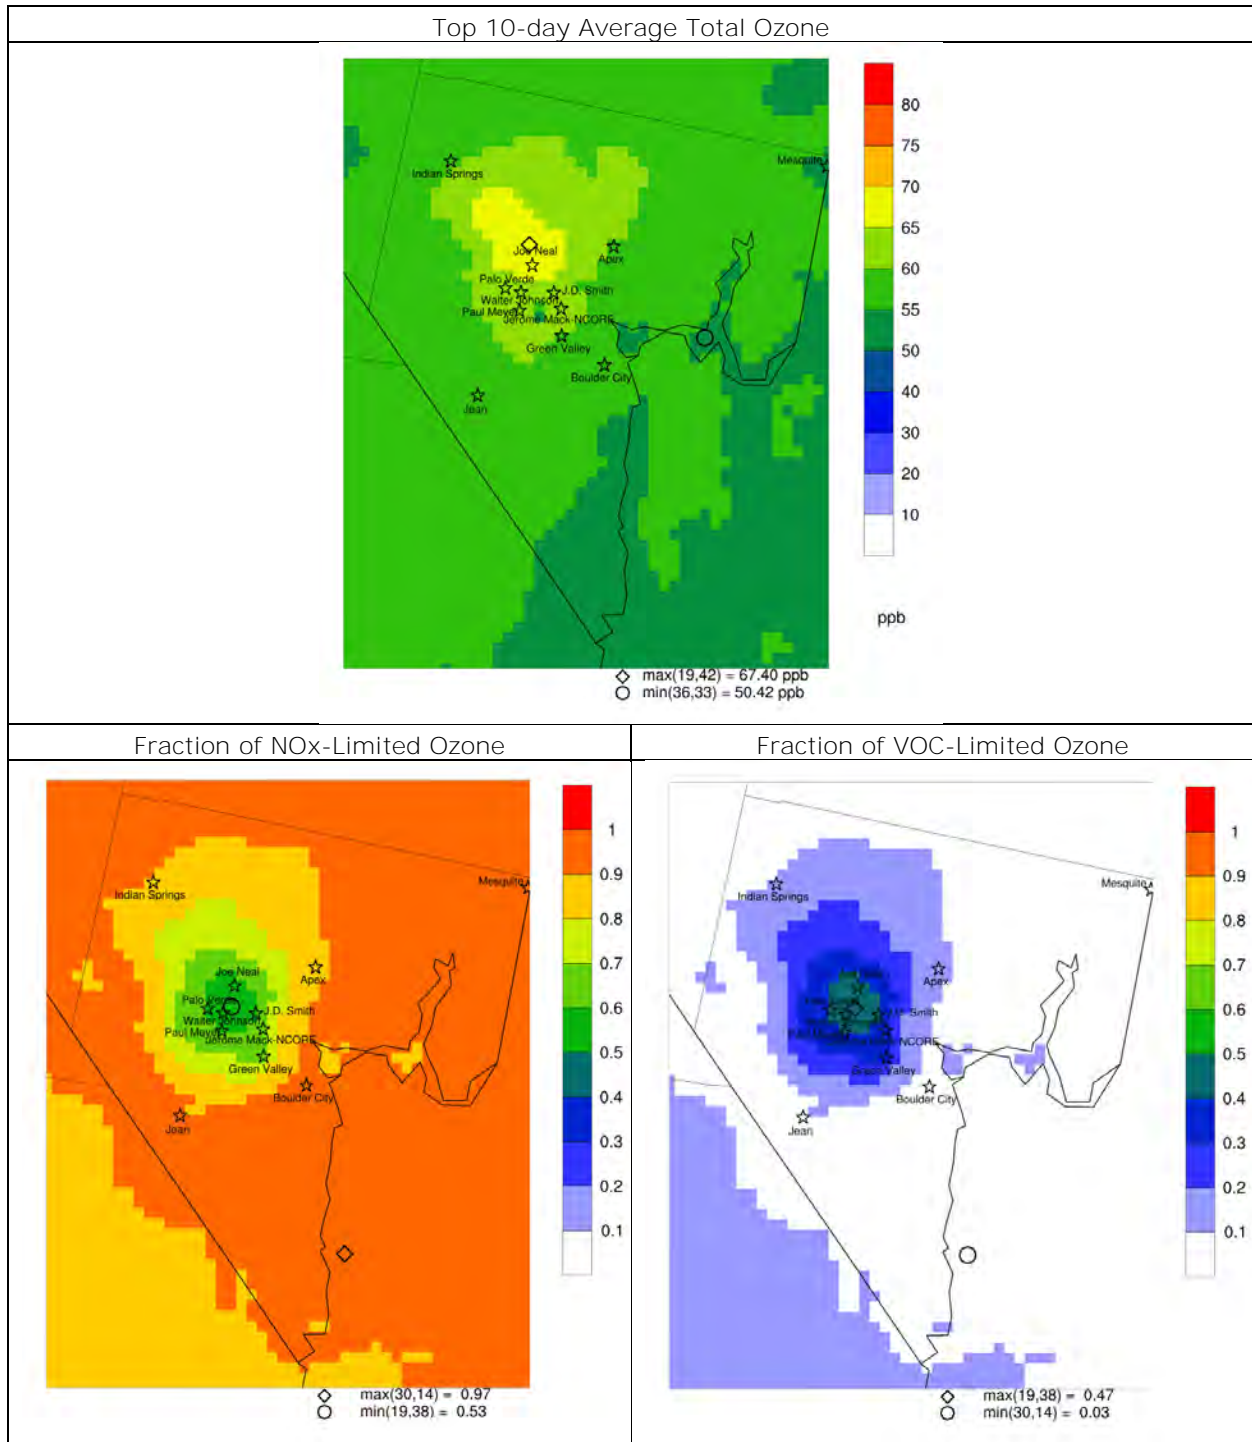 Top 10-day Average Total Ozone
Indian Springs
Mesquite
Joe Neal
Apex
Palo Verde
J.D. Smith
Walter Johnson
Paul Meyer
Jerome Mack-NCORE
Green Valley
Boulder City
Jean
80
75
70
65
60
55
50
40
30
20
10
ppb
max(19,42) = 67.40 ppb
min(36,33) = 50.42 ppb
Fraction of NOx-Limited Ozone
Indian Springs
Mesquite
Joe Neal
Apex
Palo Verde
J.D. Smith
Walter Johnson
Paul Meyer
Jerome Mack-NCORE
Green Valley
Boulder City
Jean
1
0.9
0.8
0.7
0.6
0.5
0.4
0.3
0.2
0.1
max(30,14) = 0.97
min(19,38) = 0.53
Fraction of VOC-Limited Ozone
Indian Springs
Mesquite
Apex
J.D. Smith
Mack-NCORE
Green Valley
Boulder City
Jean
1
0.9
0.8
0.7
0.6
0.5
0.4
0.3
0.2
0.1
max(19,38) = 0.47
min(30,14) = 0.03